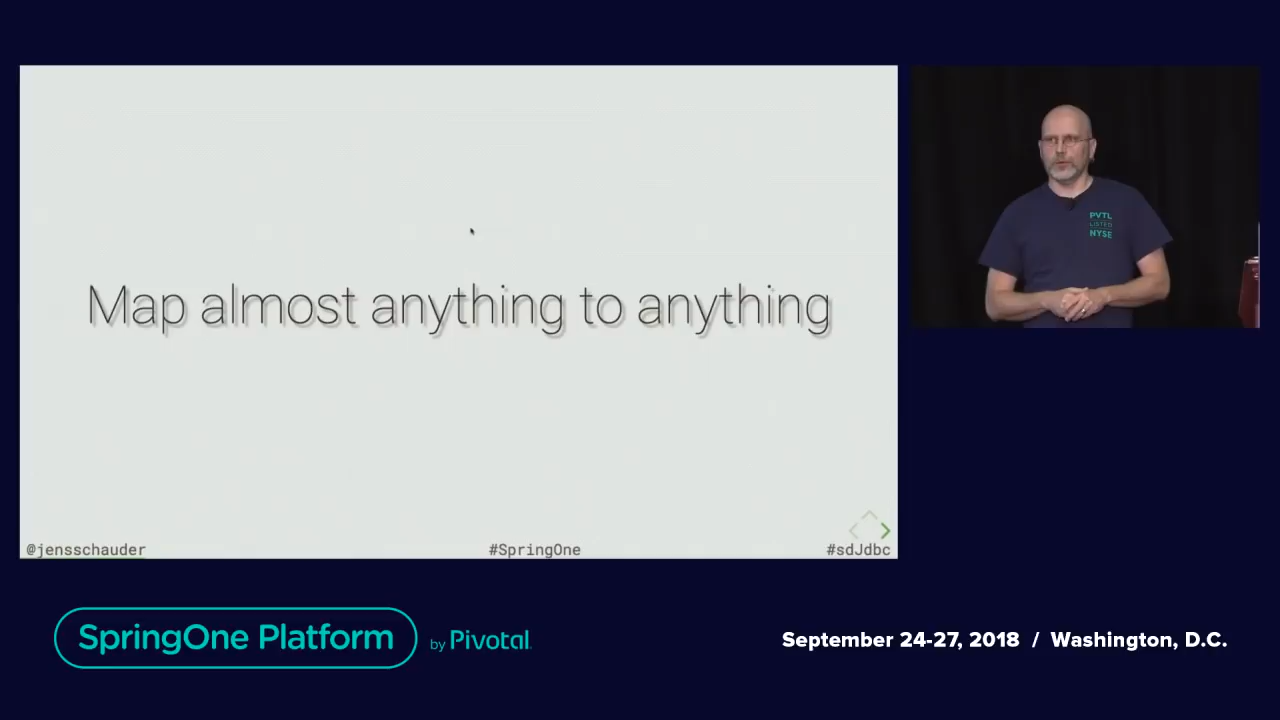 Map almost anything to anything
PVTL
LISTED
NYSE
@jensschauder
#SpringOne
#sdJdbc
SpringOne Platform
by Pivotal.
September 24-27, 2018 / Washington, D.C.